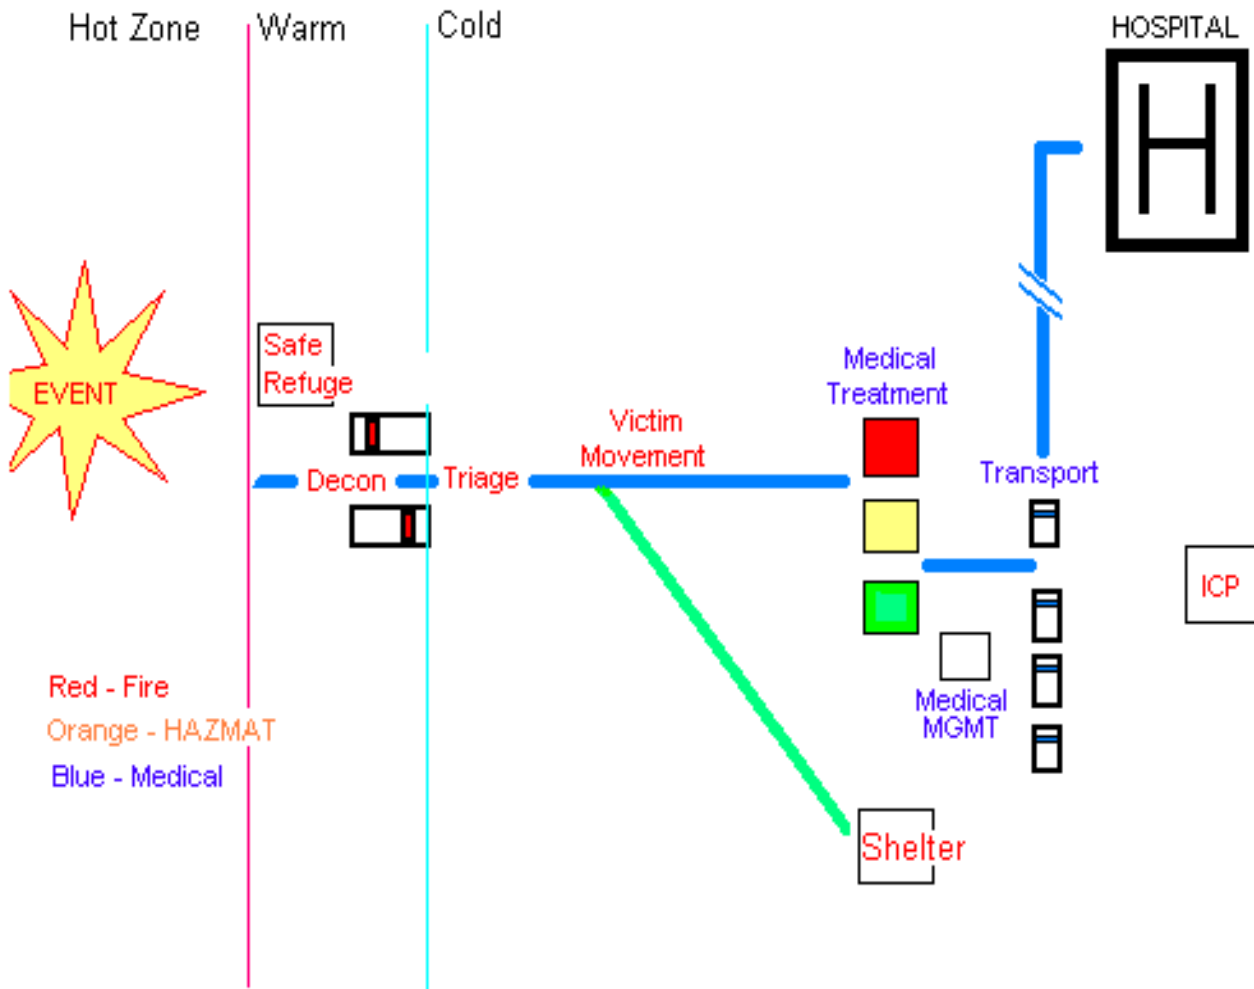 Hot Zone
Warm
Cold
HOSPITAL
H
EVENT
Safe
Refuge
Decon
Triage
Victim
Movement
Medical
Treatment
Transport
ICP
Medical
MGMT
Shelter
Red - Fire
Orange - HAZMAT
Blue - Medical